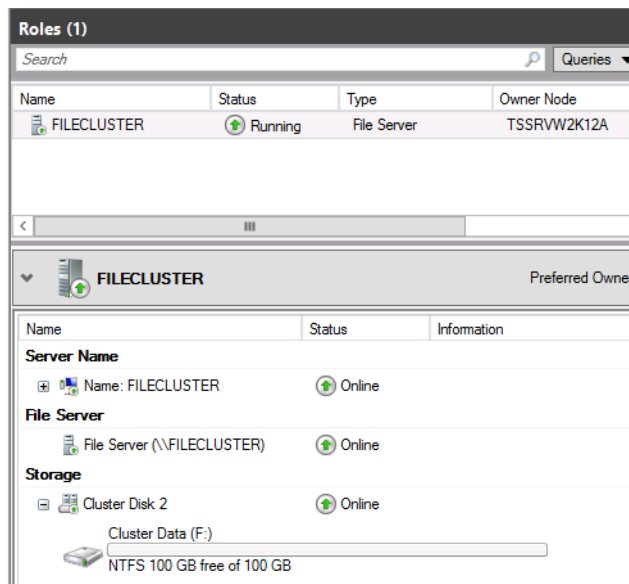 Roles (1)
Search Queries
Name Status Type Owner Node
FILECLUSTER Running File Server TSSRVW2K12A
FILECLUSTER Preferred Owne
Name Status Information
Server Name
Name: FILECLUSTER Online
File Server
File Server (\\FILECLUSTER) Online
Storage
Cluster Disk 2 Online
Cluster Data (F:)
NTFS 100 GB free of 100 GB